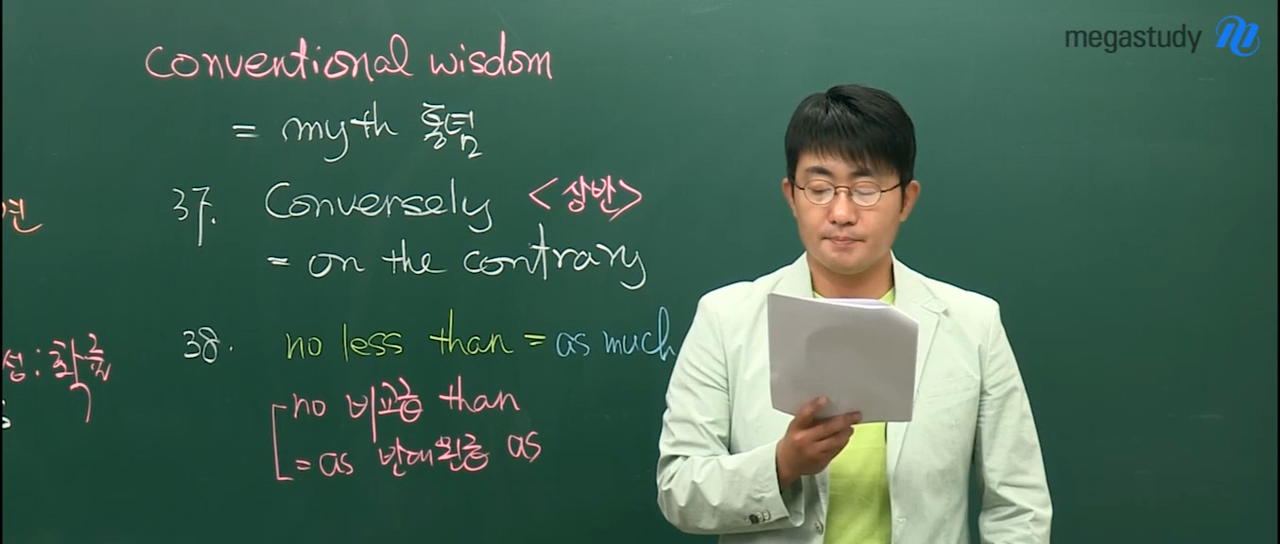 megastudy
conventional wisdom
= myth 통념
37. Conversely <상반>
= on the contrary
38. no less than = as much
no 비교급 than
= as 반대원급 as